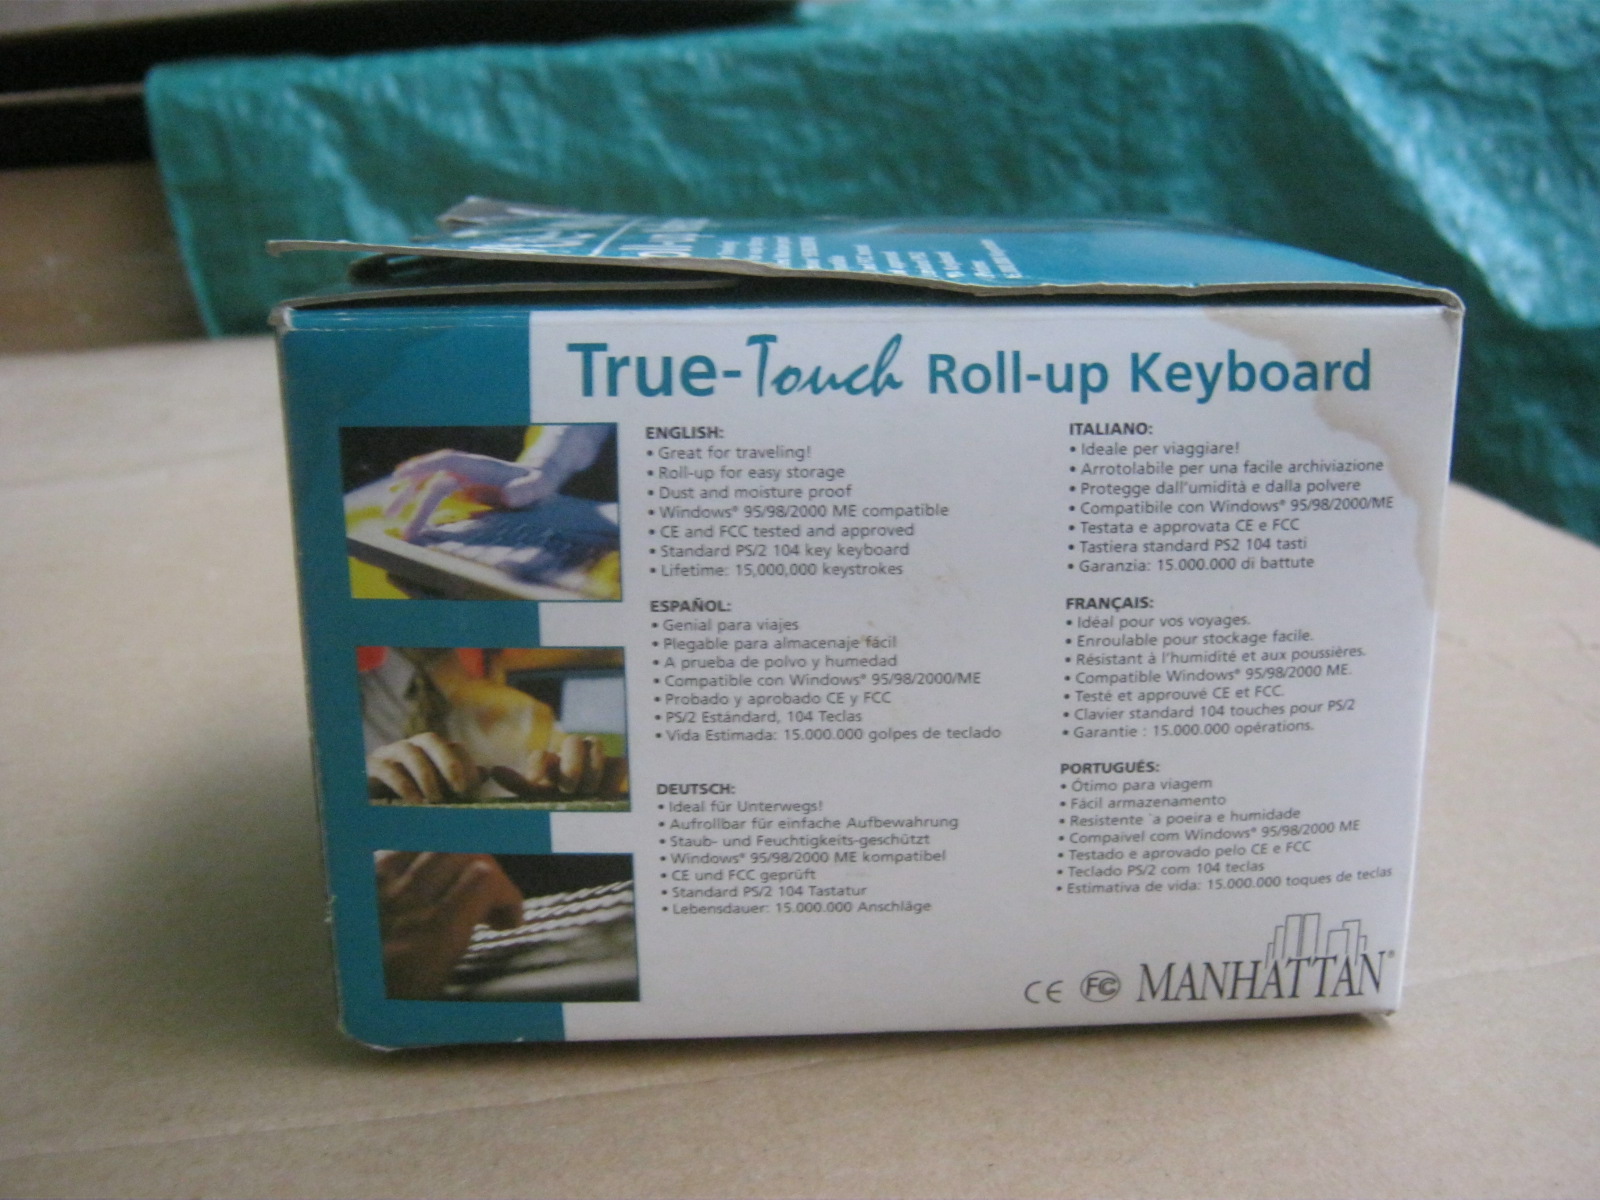 True-Touch Roll-up Keyboard
ENGLISH:
• Great for traveling!
• Roll-up for easy storage
• Dust and moisture proof
• Windows® 95/98/2000 ME compatible
• CE and FCC tested and approved
• Standard PS/2 104 key keyboard
• Lifetime: 15,000,000 keystrokes
ESPAÑOL:
• Genial para viajes
• Plegable para almacenaje fácil
• A prueba de polvo y humedad
• Compatible con Windows® 95/98/2000/ME
• Probado y aprobado CE y FCC
• PS/2 Estándard, 104 Teclas
• Vida Estimada: 15.000.000 golpes de teclado
DEUTSCH:
• Ideal für Unterwegs!
• Aufrollbar für einfache Aufbewahrung
• Staub- und Feuchtigkeits-geschützt
• Windows® 95/98/2000 ME kompatibel
• CE und FCC geprüft
• Standard PS/2 104 Tastatur
• Lebensdauer: 15.000.000 Anschläge
ITALIANO:
• Ideale per viaggiare!
• Arrotolabile per una facile archiviazione
• Protegge dall'umidità e dalla polvere
• Compatibile con Windows® 95/98/2000/ME
• Testata e approvata CE e FCC
• Tastiera standard PS2 104 tasti
• Garanzia: 15.000.000 di battute
FRANÇAIS:
• Idéal pour vos voyages.
• Enroulable pour stockage facile.
• Résistant à l'humidité et aux poussières.
• Compatible Windows® 95/98/2000 ME.
• Testé et approuvé CE et FCC.
• Clavier standard 104 touches pour PS/2
• Garantie : 15.000.000 opérations.
PORTUGUÉS:
• Ótimo para viagem
• Fácil armazenamento
• Resistente `a poeira e humidade
• Compaivel com Windows® 95/98/2000 ME
• Testado e aprovado pelo CE e FCC
• Teclado PS/2 com 104 teclas
• Estimativa de vida: 15.000.000 toques de teclas
CE FC MANHATTAN®